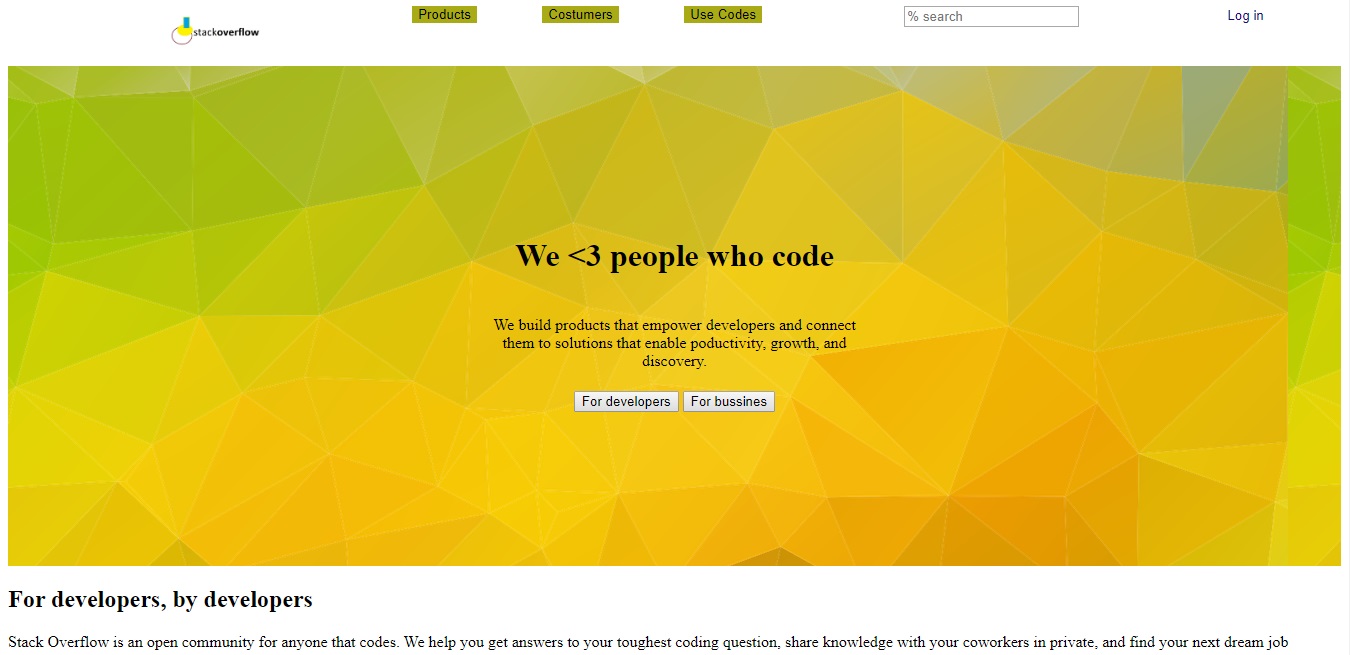 stackoverflow
Products
Costumers
Use Codes
% search
Log in
We <3 people who code
We build products that empower developers and connect
them to solutions that enable poductivity, growth, and
discovery.
For developers
For bussines
For developers, by developers
Stack Overflow is an open community for anyone that codes. We help you get answers to your toughest coding question, share knowledge with your coworkers in private, and find your next dream job